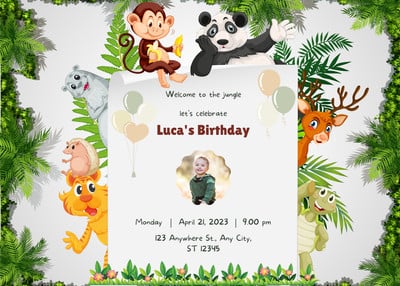 Welcome to the jungle
let's celebrate
Luca's Birthday
Monday | April 21, 2023 | 9.00 pm
123 Anywhere St., Any City,
ST 12345